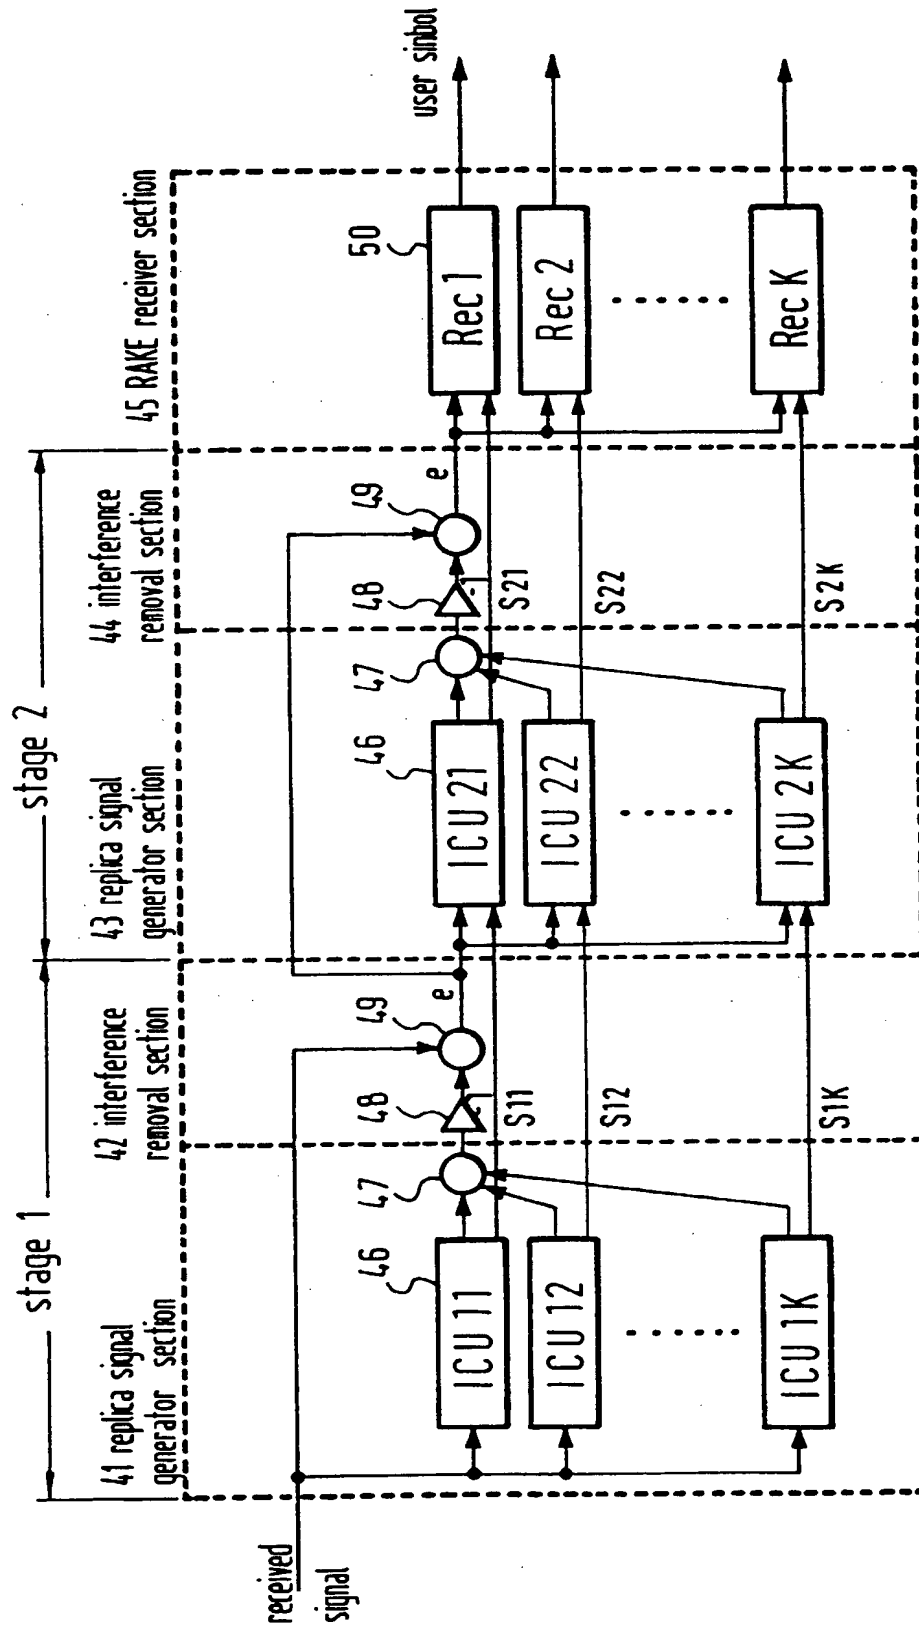 stage 1
stage 2
41 replica signal
generator section
42 interference
removal section
43 replica signal
generator section
44 interference
removal section
45 RAKE receiver section
received
signal
46
47
48
49
e
46
47
48
49
e
50
user sinbol
ICU 11
S11
ICU 21
S21
Rec 1
ICU 12
S12
ICU 22
S22
Rec 2
ICU 1K
S1K
ICU 2K
S2K
Rec K